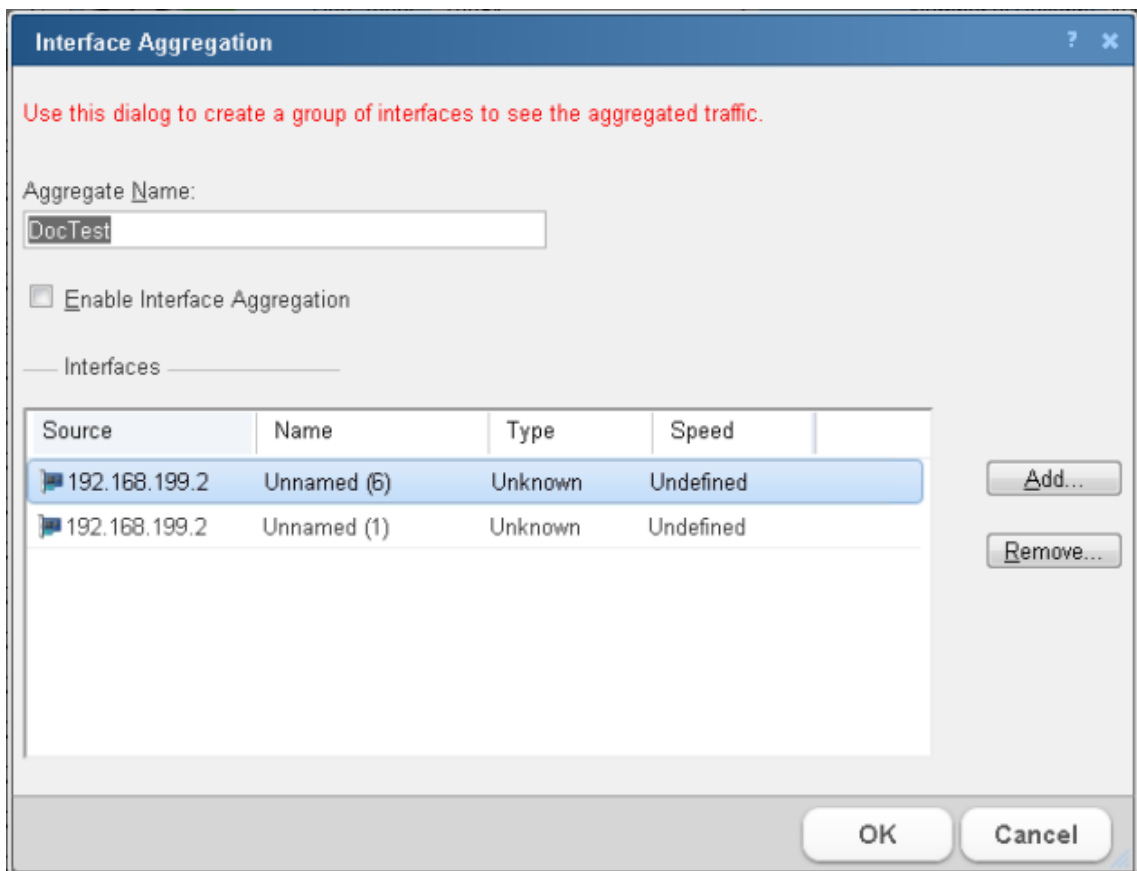 Interface Aggregation ?
Use this dialog to create a group of interfaces to see the aggregated traffic.
Aggregate Name:
DocTest
Enable Interface Aggregation
Interfaces
Source Name Type Speed
192.168.199.2 Unnamed (6) Unknown Undefined
Add...
192.168.199.2 Unnamed (1) Unknown Undefined
Remove...
OK Cancel